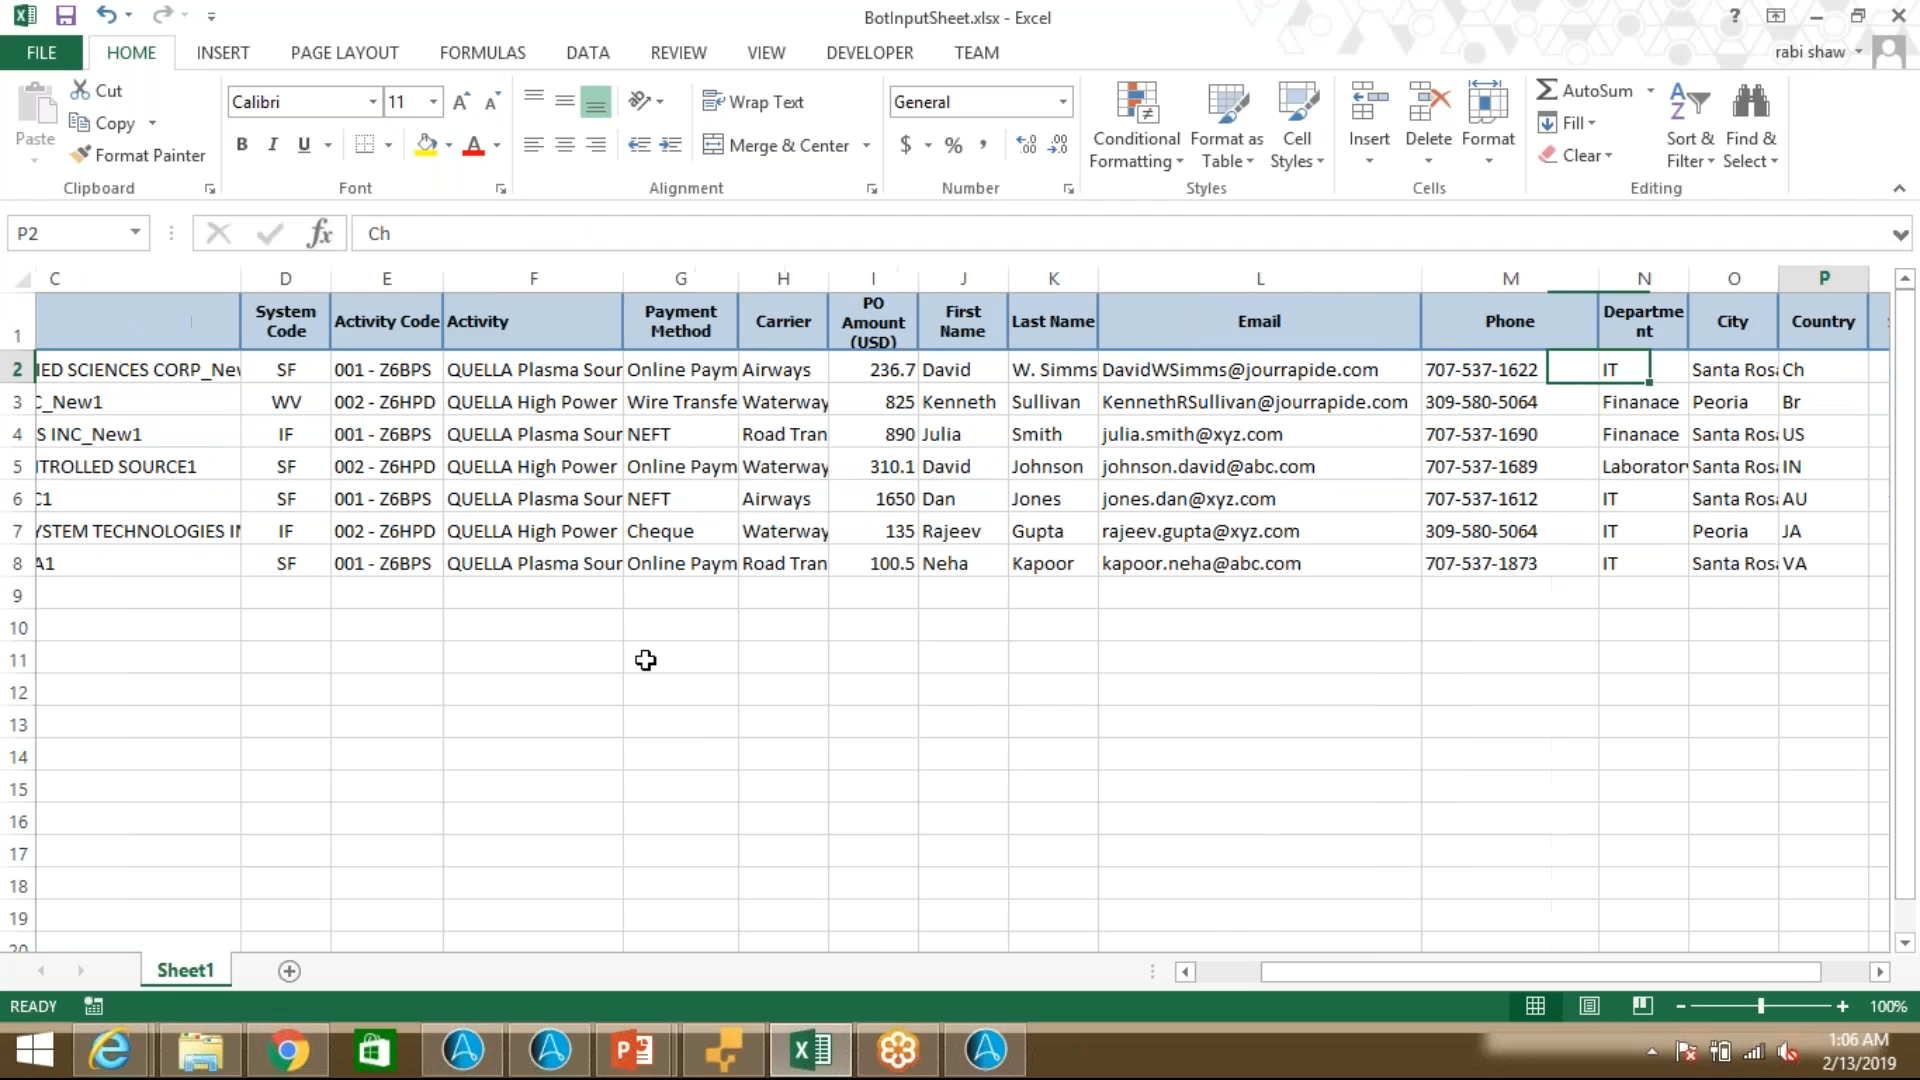 BotInputSheet.xlsx - Excel
?
FILE HOME INSERT PAGE LAYOUT FORMULAS DATA REVIEW VIEW DEVELOPER TEAM rabi shaw
Paste
Cut
Copy
Format Painter
Clipboard
Calibri 11
B I U A
Font
Wrap Text
Merge & Center
Alignment
General
$ % ,
Number
Conditional Formatting
Format as Table
Cell Styles
Styles
Insert Delete Format
Cells
AutoSum
Fill
Clear
Sort & Filter
Find & Select
Editing
P2 fx Ch
C D E F G H I J K L M N O P
1 System Code Activity Code Activity Payment Method Carrier PO Amount (USD) First Name Last Name Email Phone Departme nt City Country
2 IED SCIENCES CORP_Nev SF 001 - Z6BPS QUELLA Plasma Sour Online Paym Airways 236.7 David W. Simms DavidWSimms@jourrapide.com 707-537-1622 IT Santa Rosa Ch
3 C_New1 WV 002 - Z6HPD QUELLA High Power Wire Transfe Waterway 825 Kenneth Sullivan KennethRSullivan@jourrapide.com 309-580-5064 Finanace Peoria Br
4 S INC_New1 IF 001 - Z6BPS QUELLA Plasma Sour NEFT Road Tran 890 Julia Smith julia.smith@xyz.com 707-537-1690 Finanace Santa Rosa US
5 ITROLLED SOURCE1 SF 002 - Z6HPD QUELLA High Power Online Paym Waterway 310.1 David Johnson johnson.david@abc.com 707-537-1689 Laboratory Santa Rosa IN
6 C1 SF 001 - Z6BPS QUELLA Plasma Sour NEFT Airways 1650 Dan Jones jones.dan@xyz.com 707-537-1612 IT Santa Rosa AU
7 YSTEM TECHNOLOGIES IN IF 002 - Z6HPD QUELLA High Power Cheque Waterway 135 Rajeev Gupta rajeev.gupta@xyz.com 309-580-5064 IT Peoria JA
8 A1 SF 001 - Z6BPS QUELLA Plasma Sour Online Paym Road Tran 100.5 Neha Kapoor kapoor.neha@abc.com 707-537-1873 IT Santa Rosa VA
9
10
11
12
13
14
15
16
17
18
19
20
Sheet1
READY 100%
1:06 AM
2/13/2019